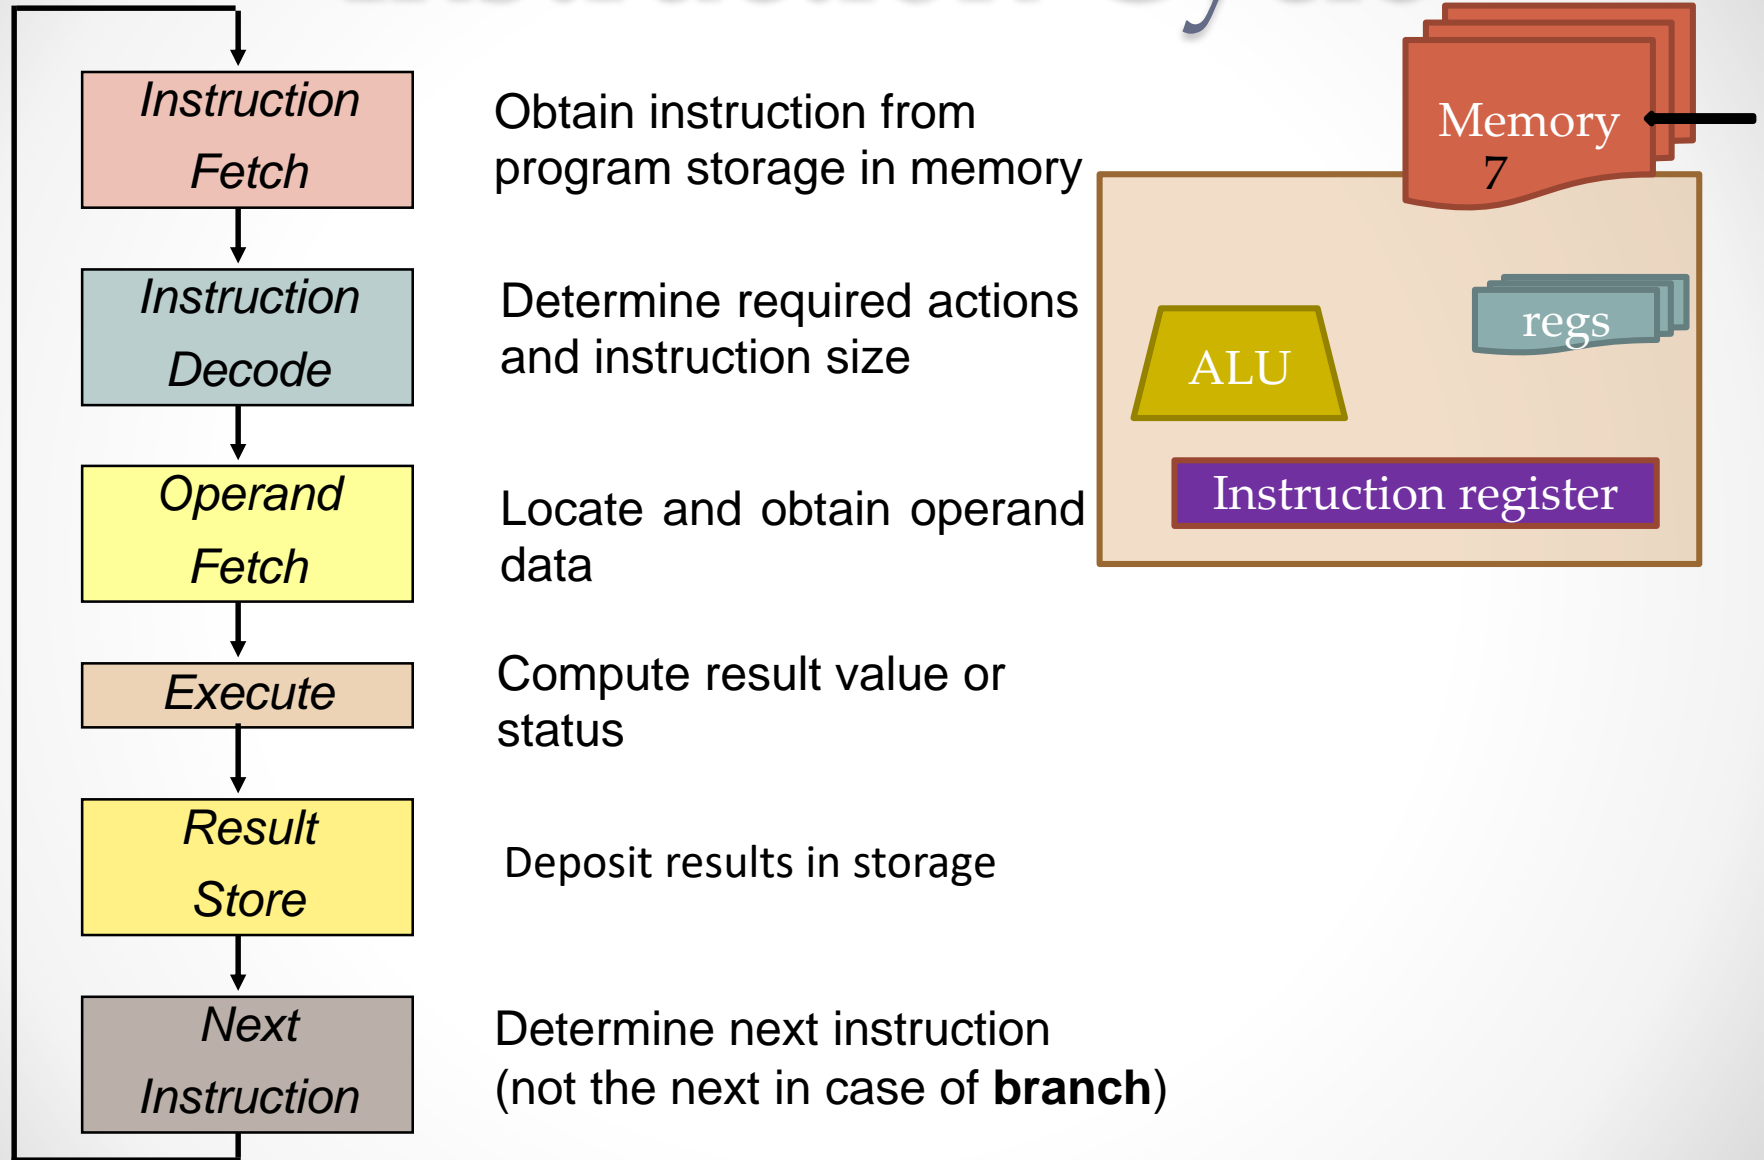 Instruction
Fetch
Obtain instruction from
program storage in memory
Memory
7
Instruction
Decode
Determine required actions
and instruction size
regs
ALU
Instruction register
Operand
Fetch
Locate and obtain operand
data
Execute
Compute result value or
status
Result
Store
Deposit results in storage
Next
Instruction
Determine next instruction
(not the next in case of branch)